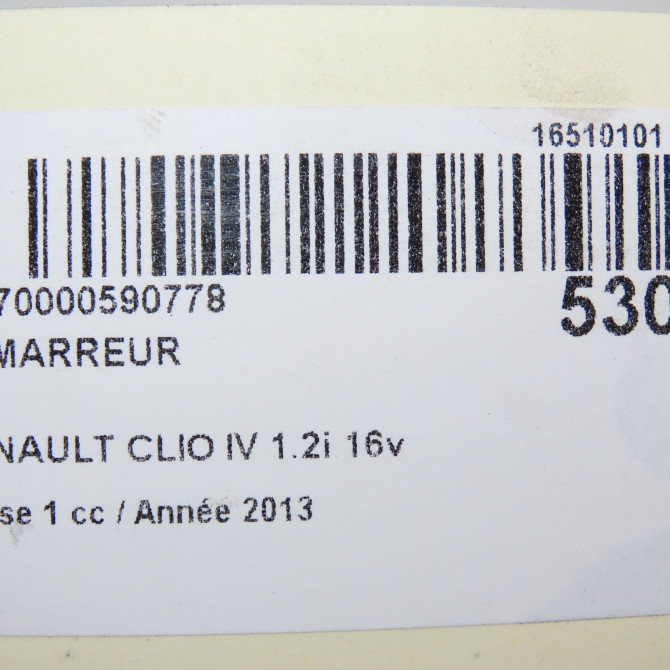 16510101
70000590778
530
MARREUR
NAULT CLIO IV 1.2i 16v
se 1 cc / Année 2013